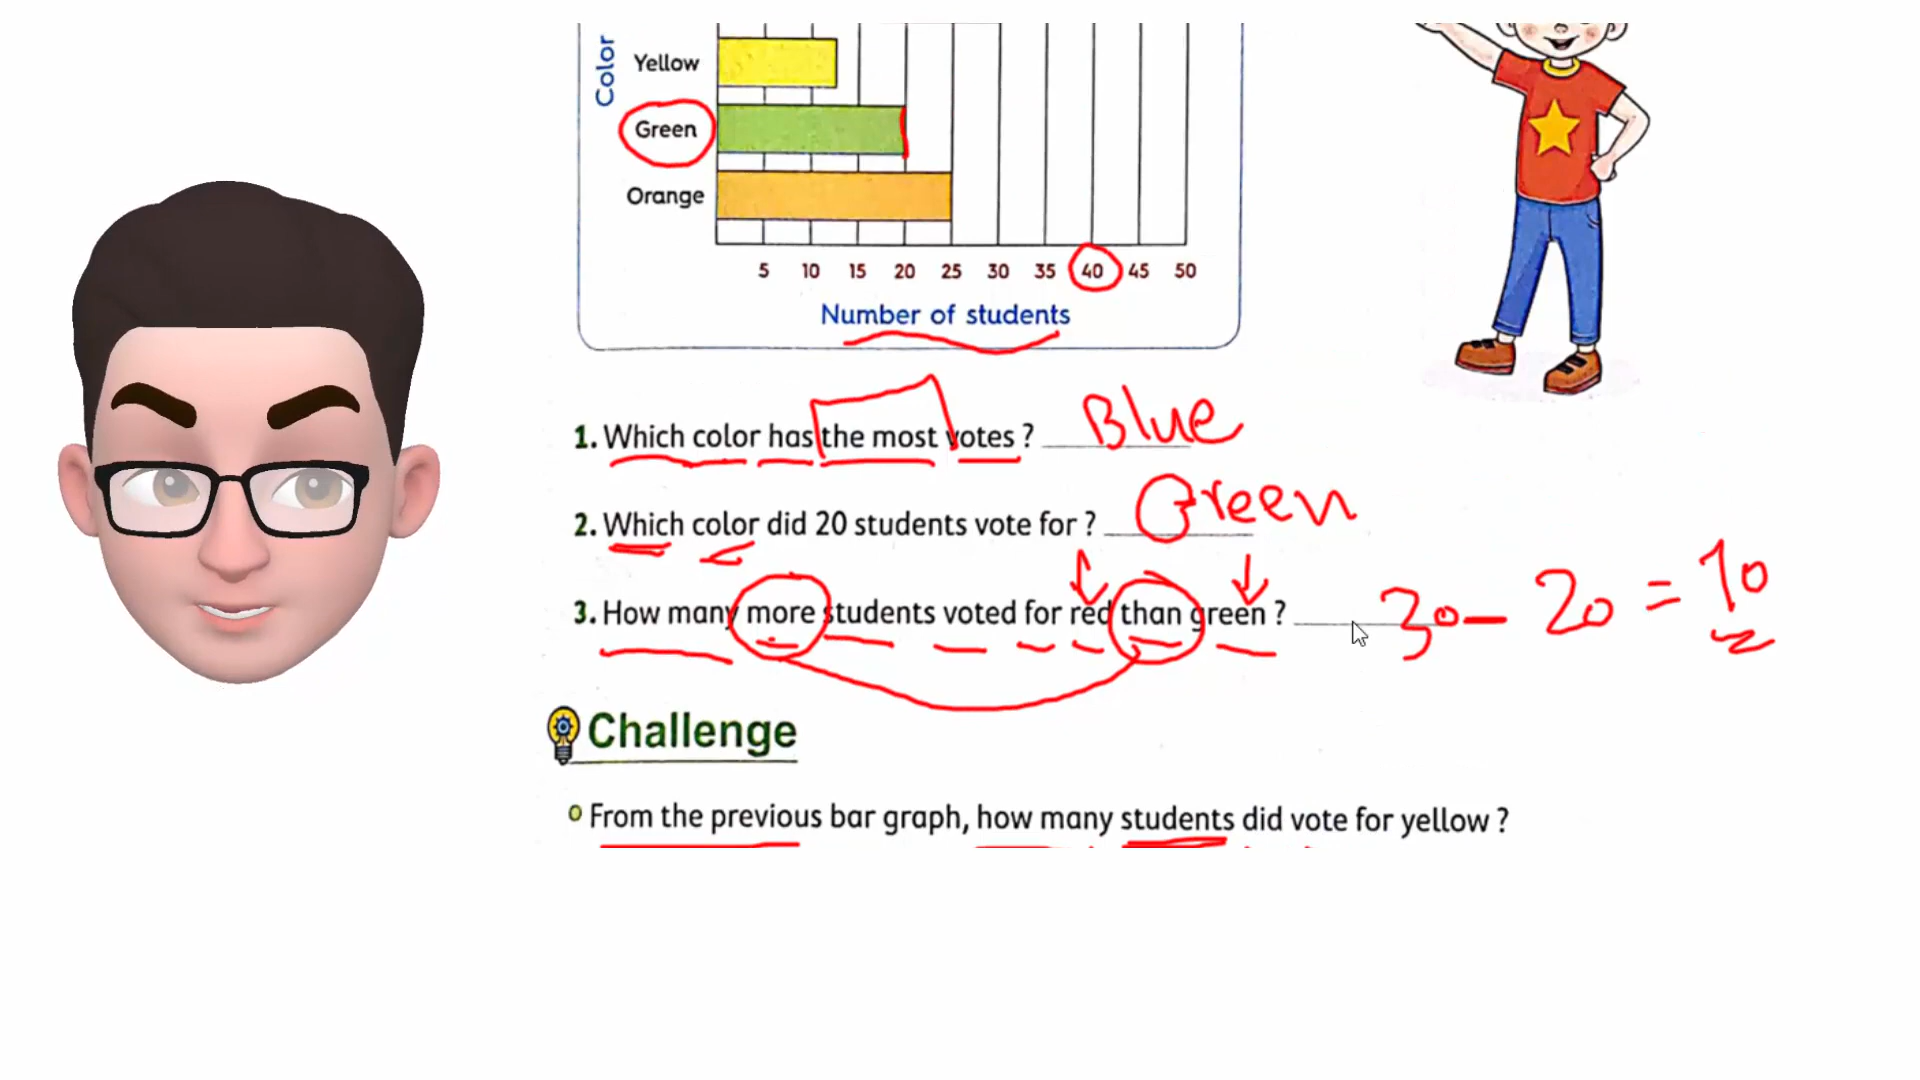 Color
Yellow
Green
Orange
5 10 15 20 25 30 35 40 45 50
Number of students
1. Which color has the most votes ? Blue
2. Which color did 20 students vote for ? Green
3. How many more students voted for red than green ? 30 - 20 = 10
Challenge
From the previous bar graph, how many students did vote for yellow ?